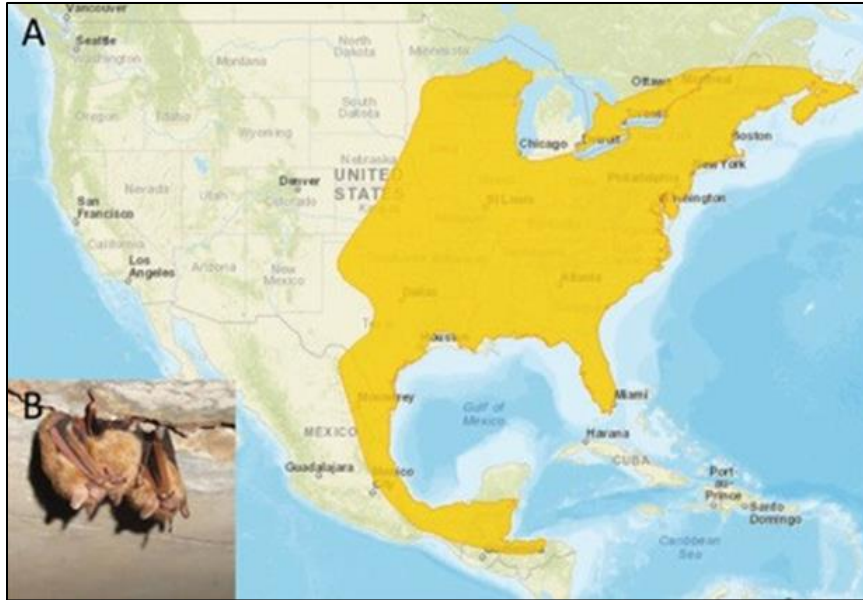 A
Vancouver
Seattle
Washington
Montana
North
Dakota
Minnesota
Ottawa
Montreal
Oregon
Idaho
South
Dakota
Toronto
Wyoming
Chicago
Detroit
Boston
Nebraska
New York
Nevada
Utah
Denver
Colorado
UNITED
STATES
Philadelphia
San
Francisco
St Louis
Washington
California
Los
Angeles
Arizona
New
Mexico
Atlanta
Dallas
Houston
Miami
Monterrey
Gulf of
Mexico
Havana
MÉXICO
CUBA
Guadalajara
Mexico
City
Port-
au-
Prince
Santo
Domingo
Caribbean
Sea
B